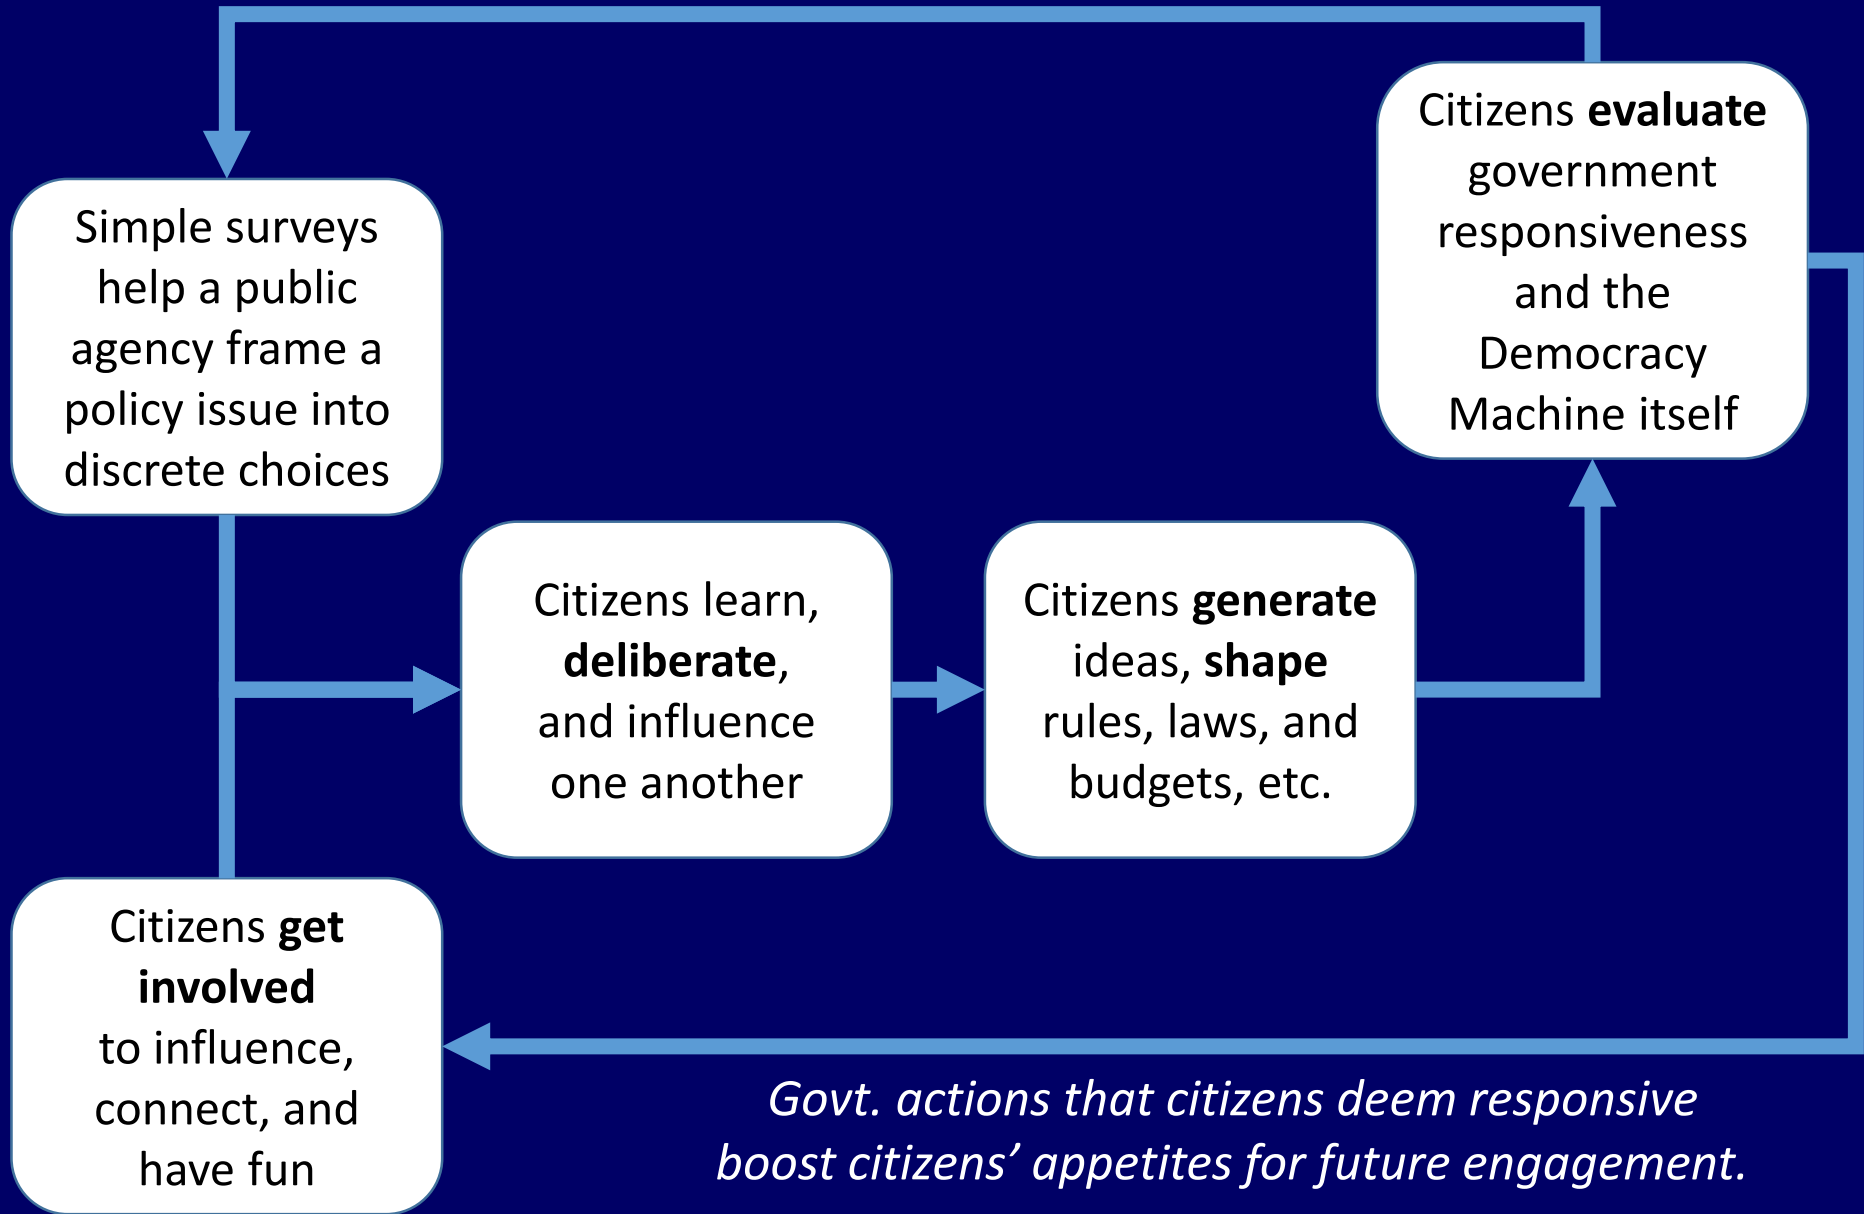 Simple surveys
help a public
agency frame a
policy issue into
discrete choices
Citizens get
involved
to influence,
connect, and
have fun
Citizens learn,
deliberate,
and influence
one another
Citizens generate
ideas, shape
rules, laws, and
budgets, etc.
Citizens evaluate
government
responsiveness
and the
Democracy
Machine itself
Govt. actions that citizens deem responsive
boost citizens’ appetites for future engagement.